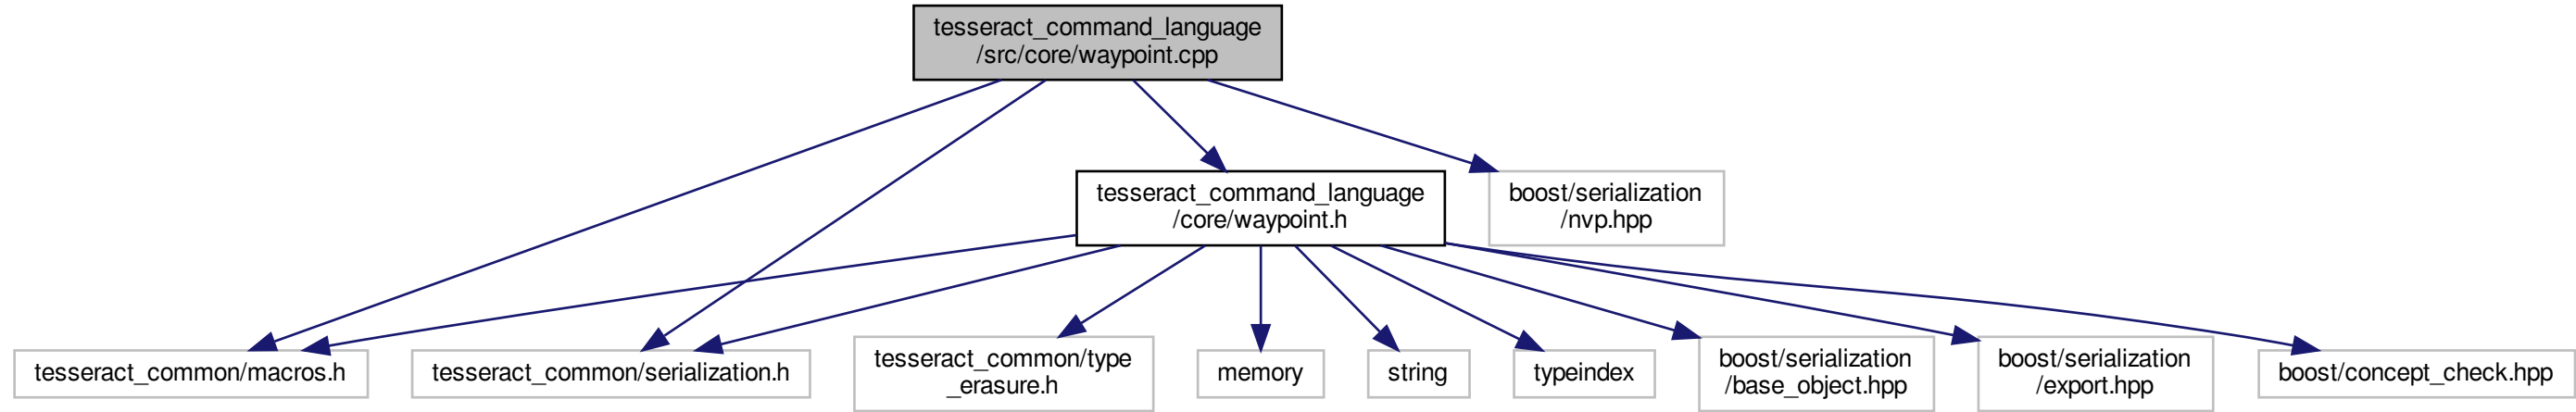 tesseract_command_language
/src/core/waypoint.cpp
tesseract_command_language
/core/waypoint.h
boost/serialization
/nvp.hpp
tesseract_common/macros.h
tesseract_common/serialization.h
tesseract_common/type
_erasure.h
memory
string
typeindex
boost/serialization
/base_object.hpp
boost/serialization
/export.hpp
boost/concept_check.hpp